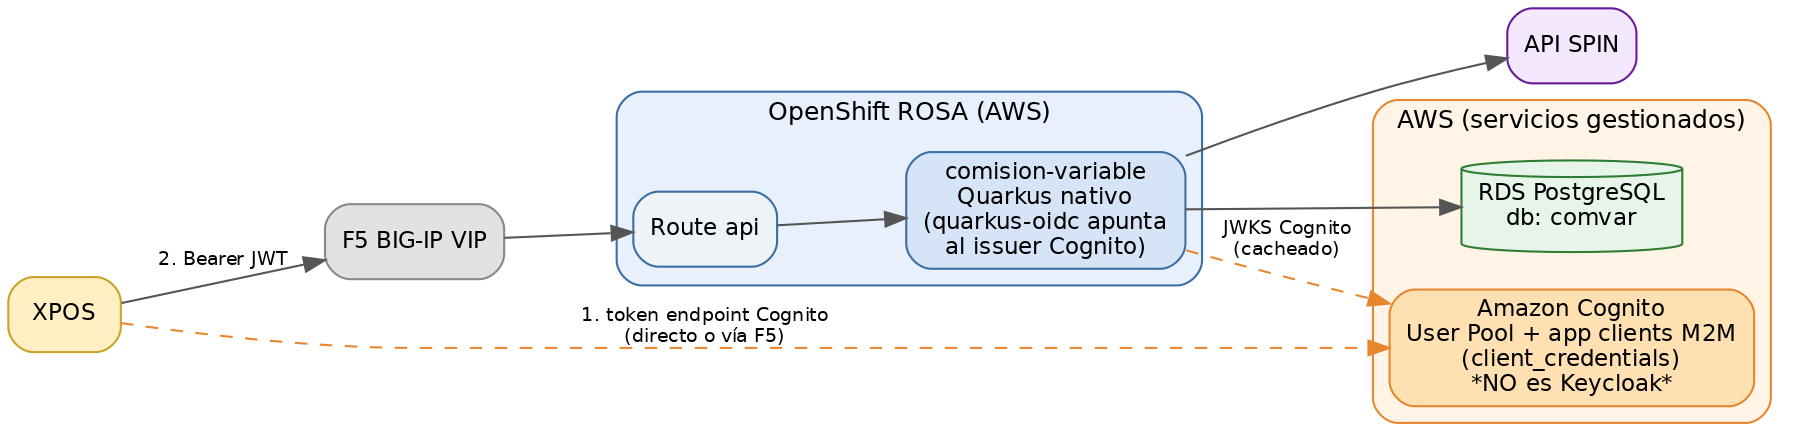 XPOS
2. Bearer JWT
F5 BIG-IP VIP
1. token endpoint Cognito
(directo o vía F5)
OpenShift ROSA (AWS)
Route api
comision-variable
Quarkus nativo
(quarkus-oidc apunta
al issuer Cognito)
JWKS Cognito
(cacheado)
API SPIN
AWS (servicios gestionados)
RDS PostgreSQL
db: comvar
Amazon Cognito
User Pool + app clients M2M
(client_credentials)
*NO es Keycloak*